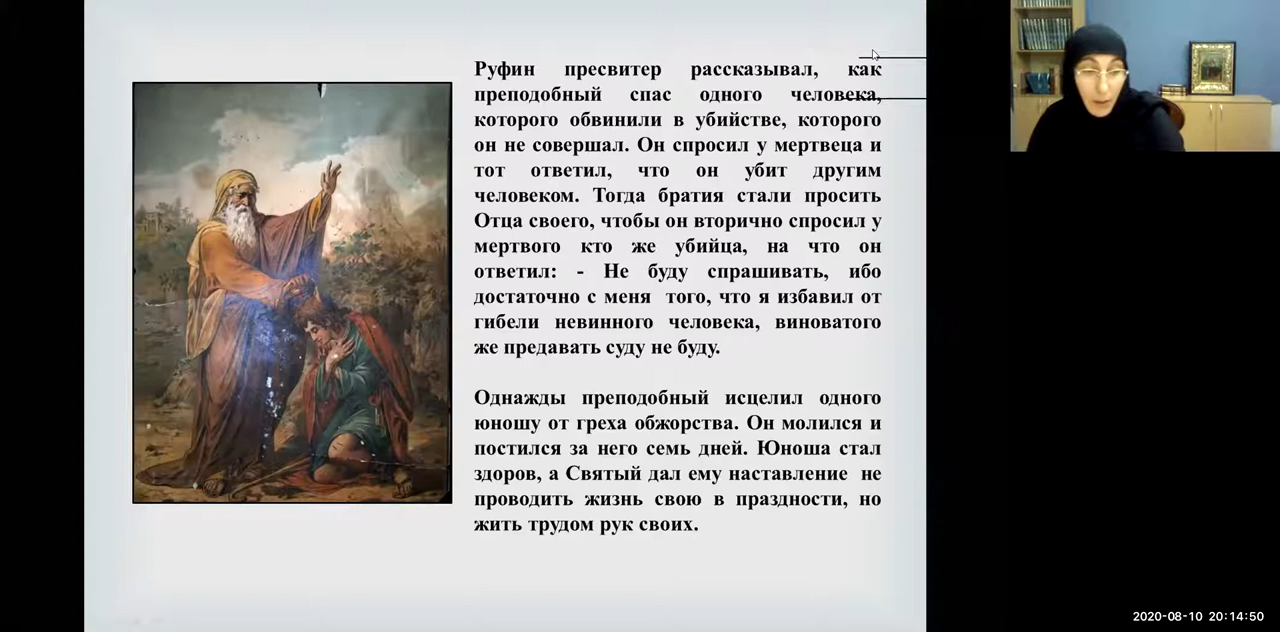 Руфин пресвитер рассказывал, как
преподобный спас одного человека,
которого обвинили в убийстве, которого
он не совершал. Он спросил у мертвеца и
тот ответил, что он убит другим
человеком. Тогда братия стали просить
Отца своего, чтобы он вторично спросил у
мертвого кто же убийца, на что он
ответил: - Не буду спрашивать, ибо
достаточно с меня того, что я избавил от
гибели невинного человека, виноватого
же предавать суду не буду.
Однажды преподобный исцелил одного
юношу от греха обжорства. Он молился и
постился за него семь дней. Юноша стал
здоров, а Святый дал ему наставление не
проводить жизнь свою в праздности, но
жить трудом рук своих.
2020-08-10 20:14:50